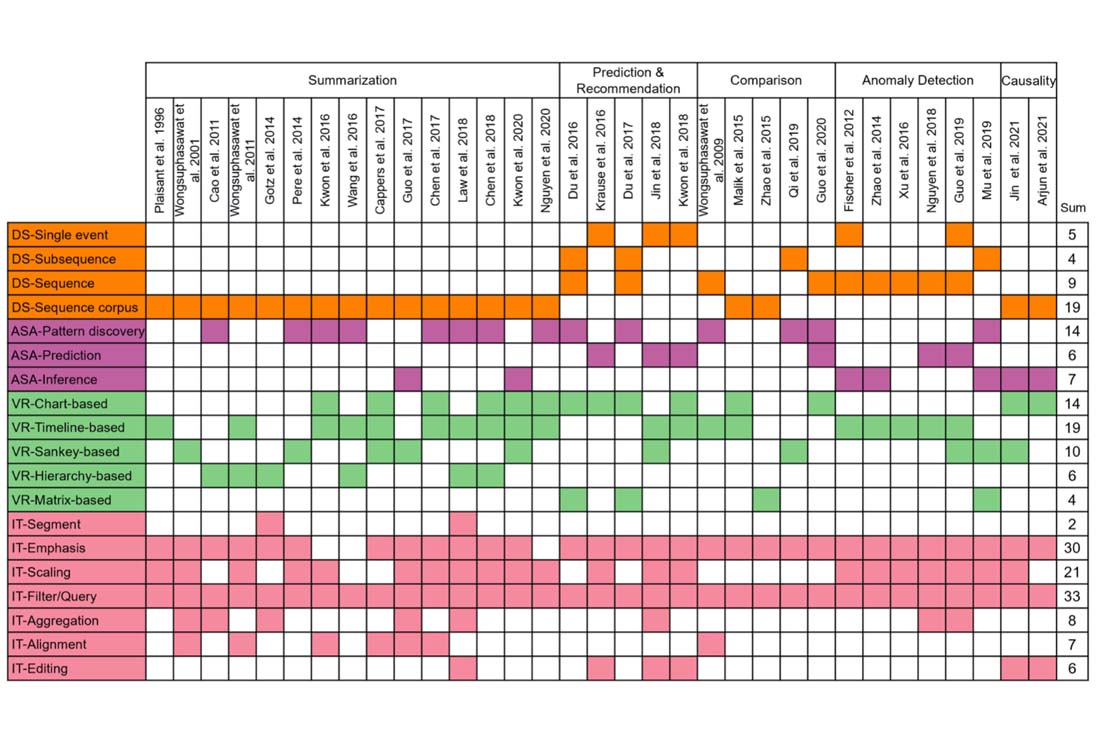 Summarization
Prediction &
Recommendation
Comparison
Anomaly Detection
Causality
Plaisant et al. 1996
Wongsuphasawat et
al. 2001
Cao et al. 2011
Wongsuphasawat et
al. 2011
Gotz et al. 2014
Pere et al. 2014
Kwon et al. 2016
Wang et al. 2016
Cappers et al. 2017
Guo et al. 2017
Chen et al. 2017
Law et al. 2018
Chen et al. 2018
Kwon et al. 2020
Nguyen et al. 2020
Du et al. 2016
Krause et al. 2016
Du et al. 2017
Jin et al. 2018
Kwon et al. 2018
Wongsuphasawat et
al. 2009
Malik et al. 2015
Zhao et al. 2015
Qi et al. 2019
Guo et al. 2020
Fischer et al. 2012
Zhao et al. 2014
Xu et al. 2016
Nguyen et al. 2018
Guo et al. 2019
Mu et al. 2019
Jin et al. 2021
Arjun et al. 2021
Sum
DS-Single event 5
DS-Subsequence 4
DS-Sequence 9
DS-Sequence corpus 19
ASA-Pattern discovery 14
ASA-Prediction 6
ASA-Inference 7
VR-Chart-based 14
VR-Timeline-based 19
VR-Sankey-based 10
VR-Hierarchy-based 6
VR-Matrix-based 4
IT-Segment 2
IT-Emphasis 30
IT-Scaling 21
IT-Filter/Query 33
IT-Aggregation 8
IT-Alignment 7
IT-Editing 6